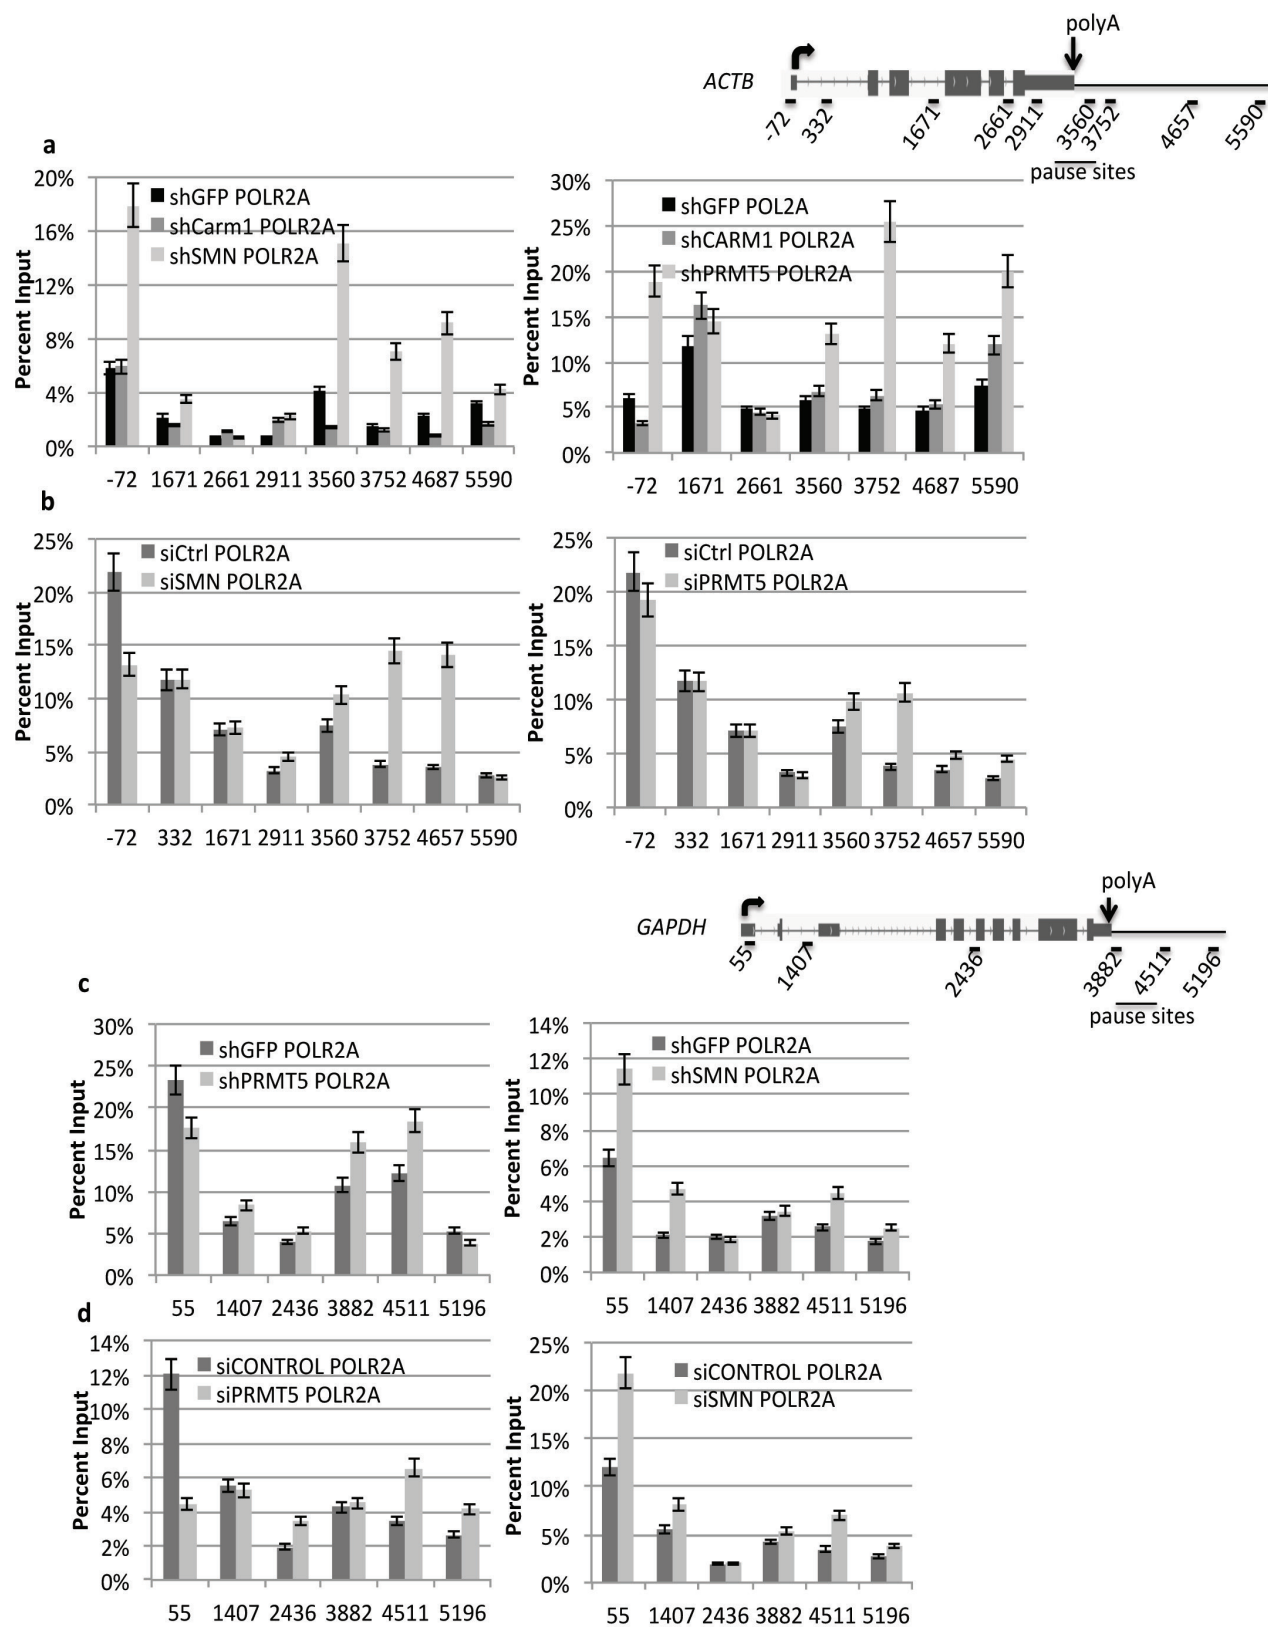 polyA
ACTB
-72 332 1671 2661 2911 3560 3752 4657 5590
pause sites
a
Percent Input
20%
16%
12%
8%
4%
0%
shGFP POLR2A
shCarm1 POLR2A
shSMN POLR2A
-72 1671 2661 2911 3560 3752 4687 5590
Percent Input
30%
25%
20%
15%
10%
5%
0%
shGFP POL2A
shCARM1 POLR2A
shPRMT5 POLR2A
-72 1671 2661 3560 3752 4687 5590
b
Percent Input
25%
20%
15%
10%
5%
0%
siCtrl POLR2A
siSMN POLR2A
-72 332 1671 2911 3560 3752 4657 5590
Percent Input
25%
20%
15%
10%
5%
0%
siCtrl POLR2A
siPRMT5 POLR2A
-72 332 1671 2911 3560 3752 4657 5590
polyA
GAPDH
55 1407 2436 3882 4511 5196
pause sites
c
Percent Input
30%
25%
20%
15%
10%
5%
0%
shGFP POLR2A
shPRMT5 POLR2A
55 1407 2436 3882 4511 5196
Percent Input
14%
12%
10%
8%
6%
4%
2%
0%
shGFP POLR2A
shSMN POLR2A
55 1407 2436 3882 4511 5196
d
Percent Input
14%
12%
10%
8%
6%
4%
2%
0%
siCONTROL POLR2A
siPRMT5 POLR2A
55 1407 2436 3882 4511 5196
Percent Input
25%
20%
15%
10%
5%
0%
siCONTROL POLR2A
siSMN POLR2A
55 1407 2436 3882 4511 5196